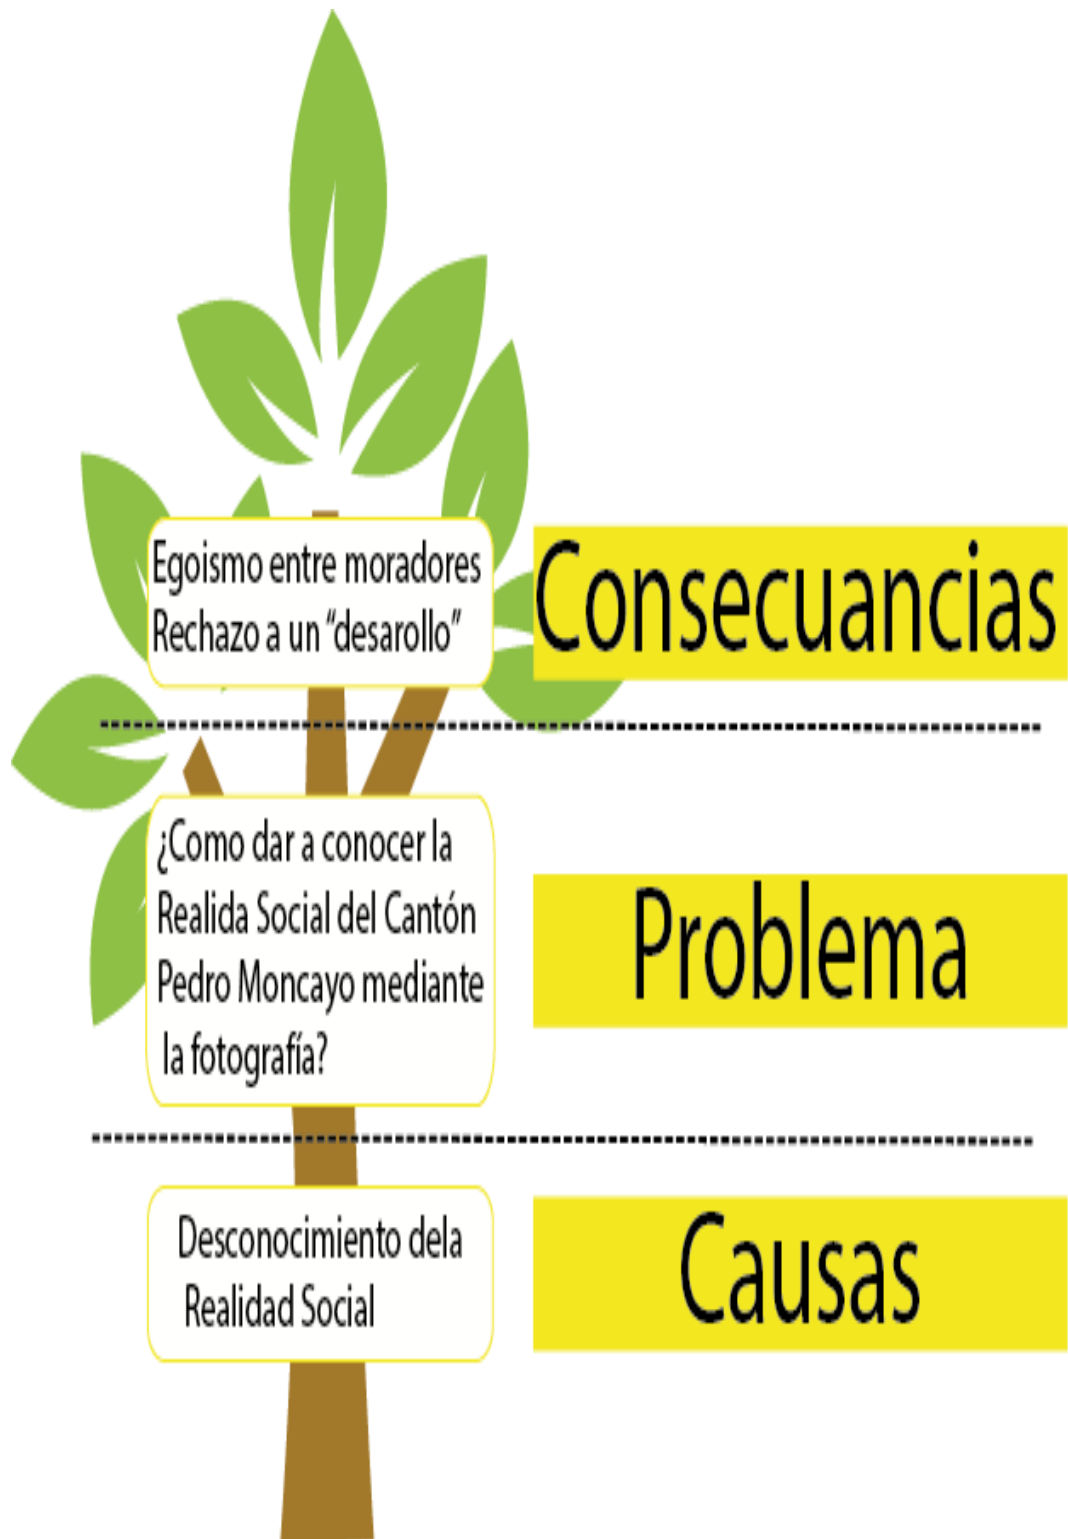 Egoismo entre moradores
Rechazo a un “desarollo”
Consecuancias
¿Como dar a conocer la
Realida Social del Cantón
Pedro Moncayo mediante
la fotografía?
Problema
Desconocimiento dela
Realidad Social
Causas